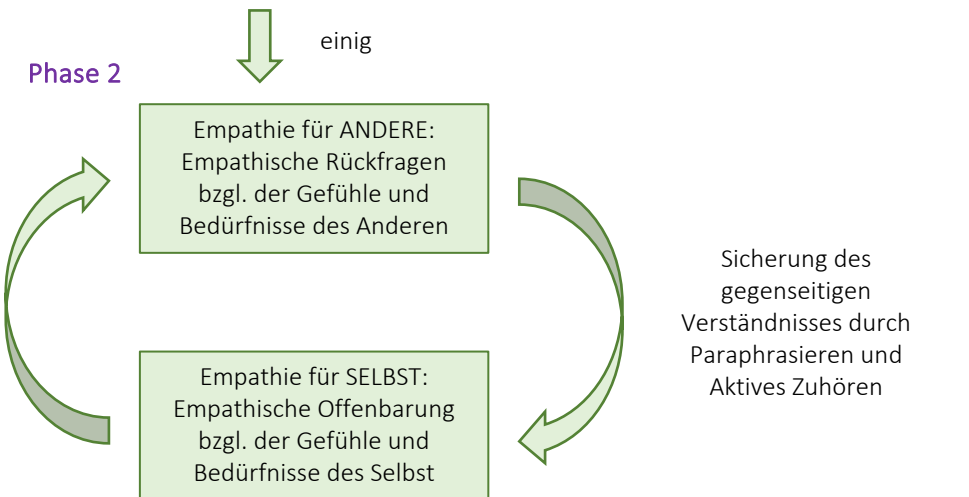 einig
Phase 2
Empathie für ANDERE:
Empathische Rückfragen
bzgl. der Gefühle und
Bedürfnisse des Anderen
Sicherung des
gegenseitigen
Verständnisses durch
Paraphrasieren und
Aktives Zuhören
Empathie für SELBST:
Empathische Offenbarung
bzgl. der Gefühle und
Bedürfnisse des Selbst